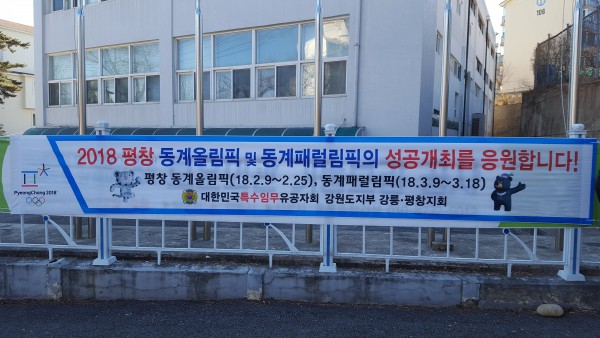 2018 평창 동계올림픽 및 동계패럴림픽의 성공개최를 응원합니다!
평창 동계올림픽(18.2.9~2.25), 동계패럴림픽(18.3.9~3.18)
대한민국특수임무유공자회 강원도지부 강릉·평창지회
PyeongChang 2018